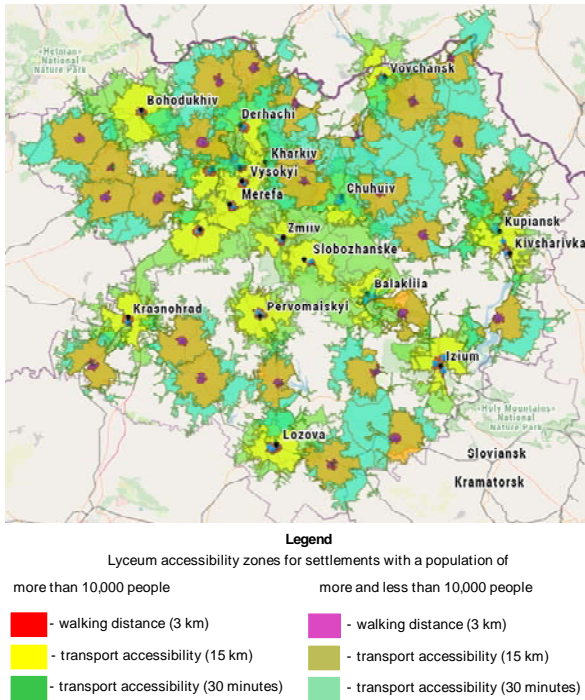 Hetman
National
Nature Park
Vovchansk
Bohodukhiv
Derhachi
Kharkiv
Vysokyi
Chuhuiv
Merefa
Kupiansk
Zmiiv
Kivsharivka
Slobozhanske
Balakliia
Krasnohrad
Pervomaiskyi
Izium
Holy Mountains
National
Nature Park
Lozova
Sloviansk
Kramatorsk
Legend
Lyceum accessibility zones for settlements with a population of
more than 10,000 people more and less than 10,000 people
- walking distance (3 km) - walking distance (3 km)
- transport accessibility (15 km) - transport accessibility (15 km)
- transport accessibility (30 minutes) - transport accessibility (30 minutes)